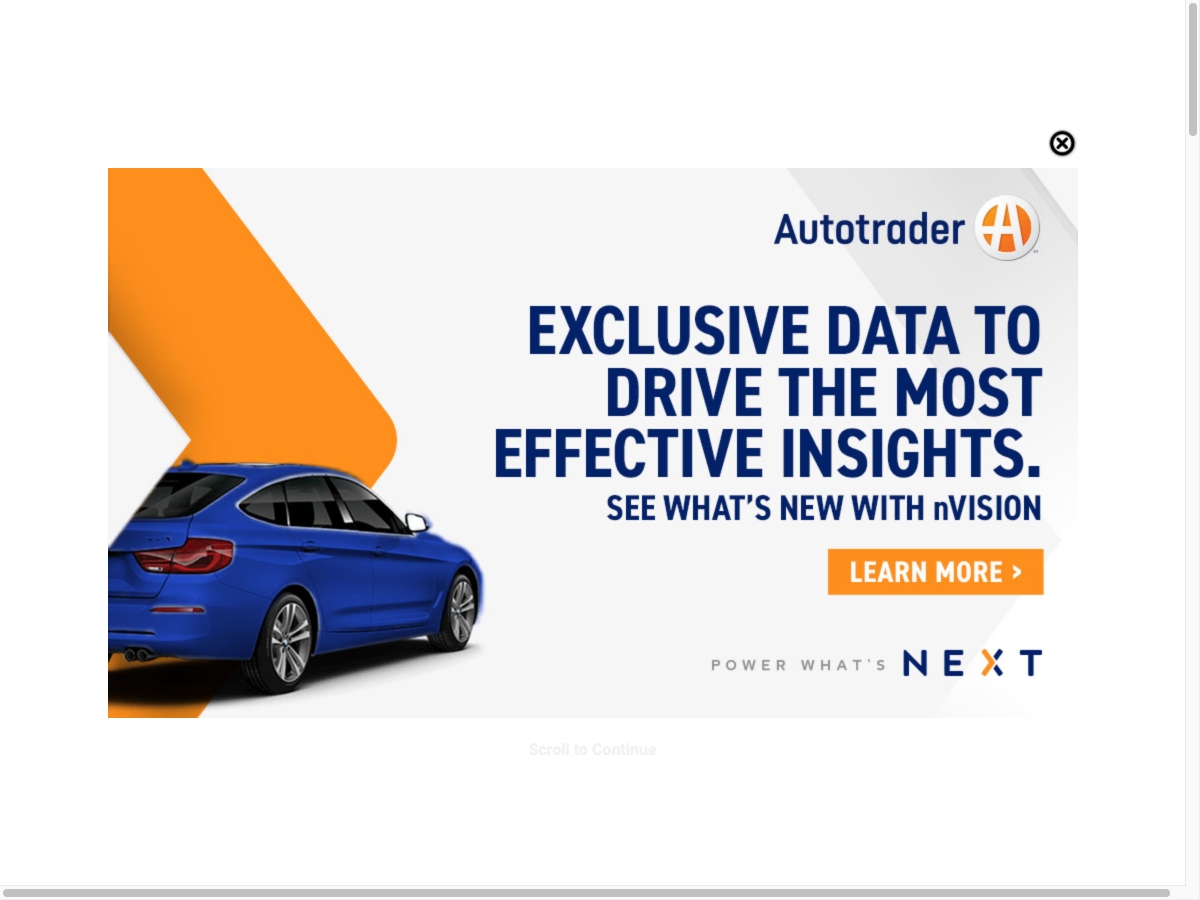 Autotrader
EXCLUSIVE DATA TO
DRIVE THE MOST
EFFECTIVE INSIGHTS.
SEE WHAT'S NEW WITH nVISION
LEARN MORE >
POWER WHAT'S NEXT
Scroll to Continue